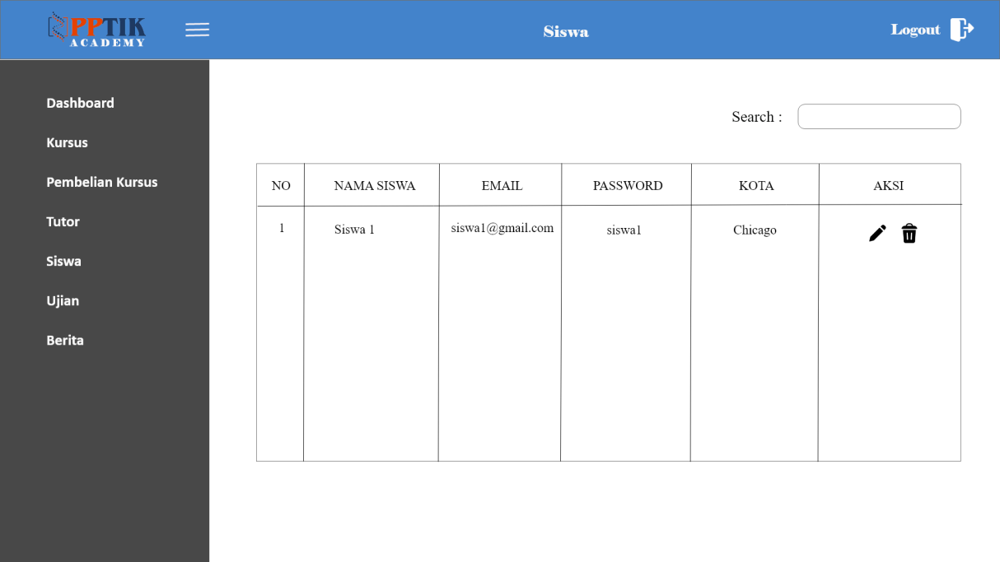 PPTIK
ACADEMY
Siswa
Logout
Dashboard
Kursus
Pembelian Kursus
Tutor
Siswa
Ujian
Berita
Search :
NO NAMA SISWA EMAIL PASSWORD KOTA AKSI
1 Siswa 1 siswa1@gmail.com siswa1 Chicago